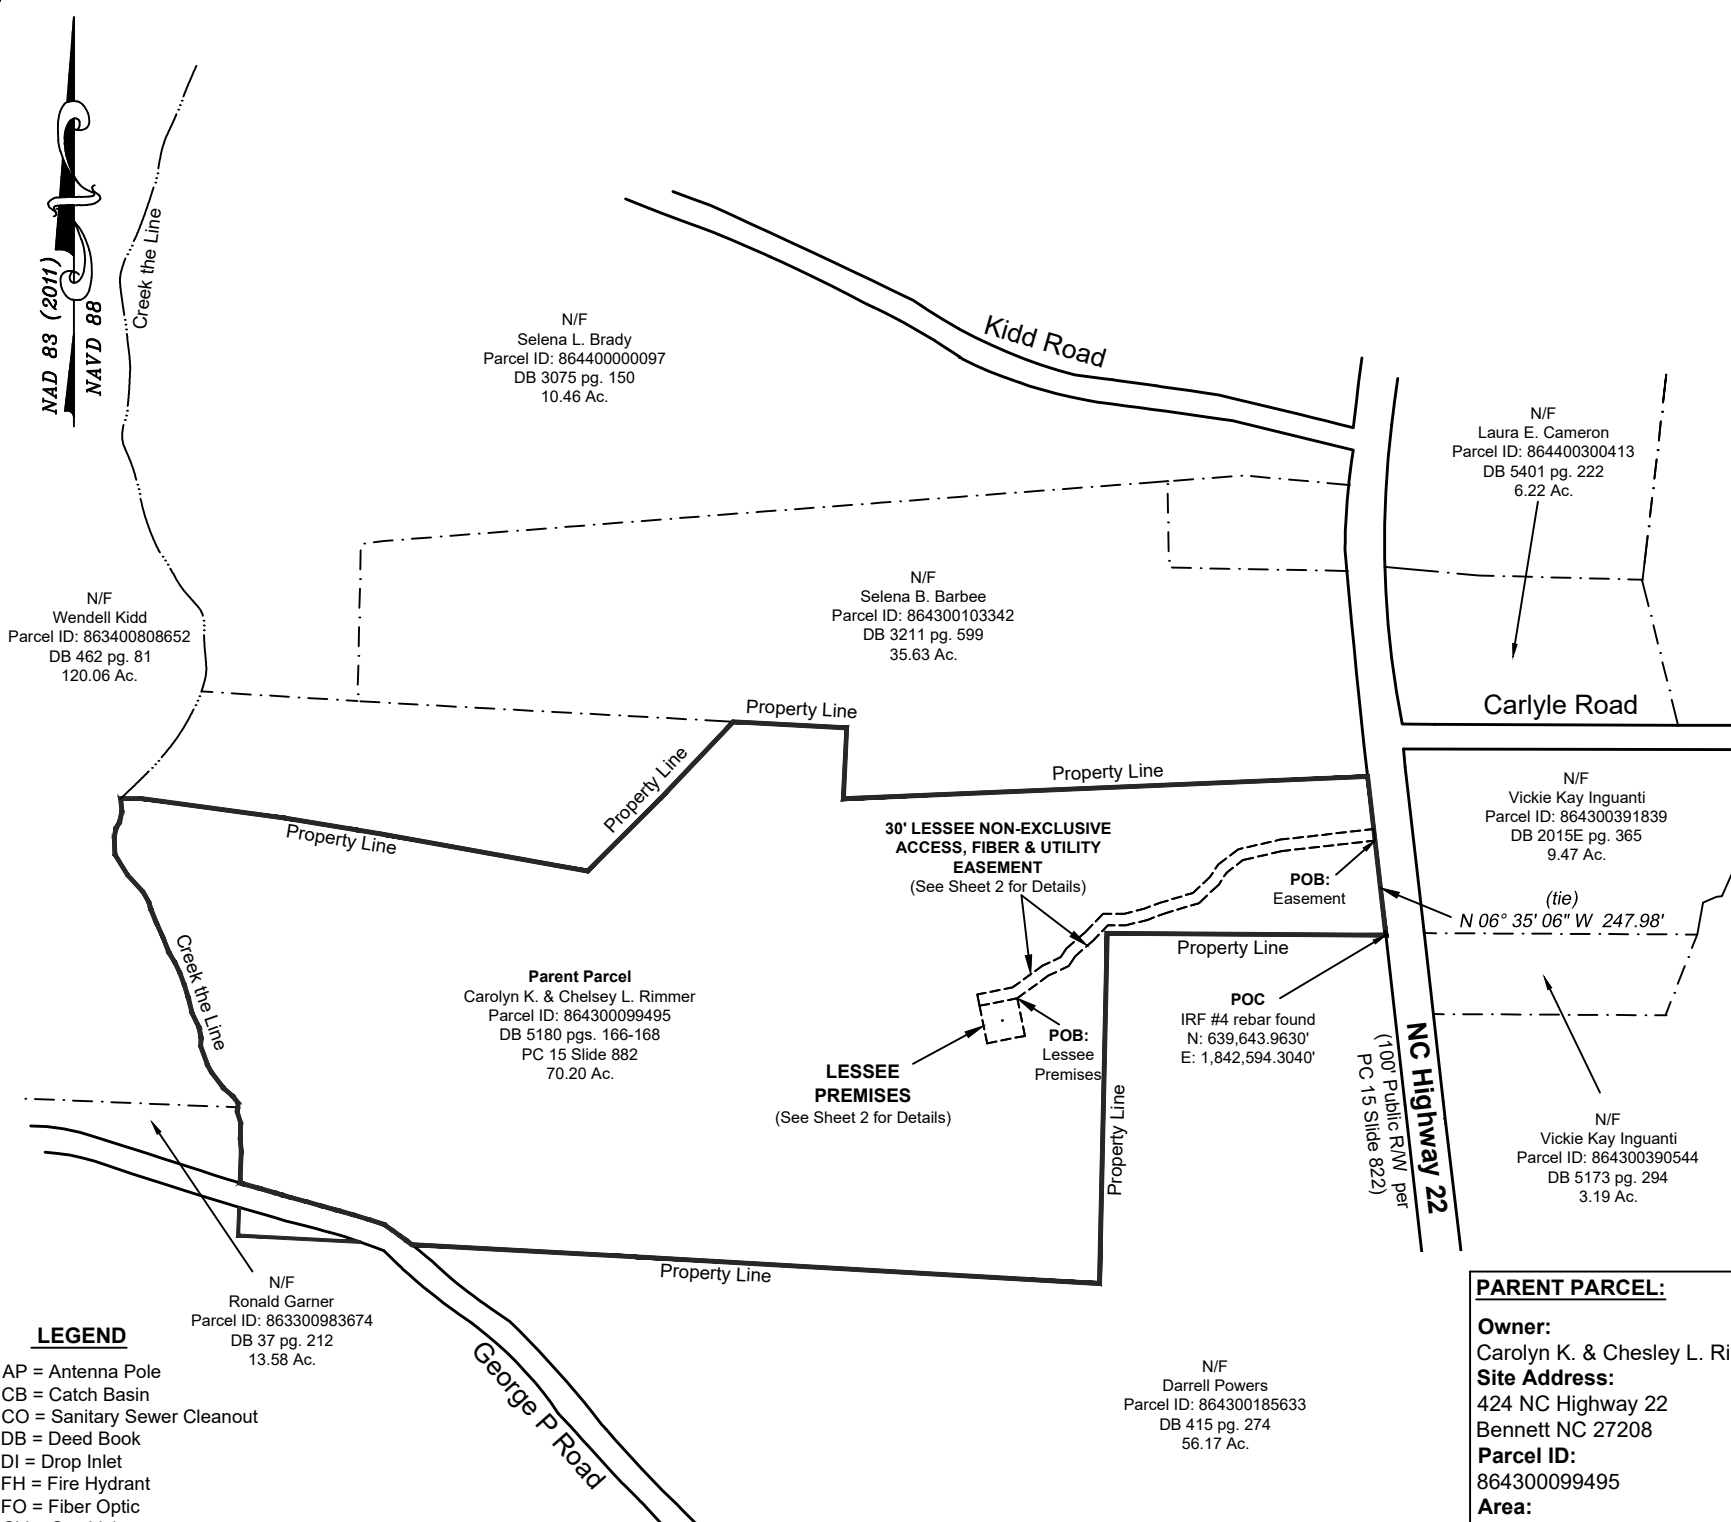 NAD 83 (2011)
NAVD 88
Creek the Line
N/F
Selena L. Brady
Parcel ID: 864400000097
DB 3075 pg. 150
10.46 Ac.
Kidd Road
N/F
Laura E. Cameron
Parcel ID: 864400300413
DB 5401 pg. 222
6.22 Ac.
N/F
Wendell Kidd
Parcel ID: 863400808652
DB 462 pg. 81
120.06 Ac.
N/F
Selena B. Barbee
Parcel ID: 864300103342
DB 3211 pg. 599
35.63 Ac.
Carlyle Road
Property Line
Property Line
Property Line
Property Line
N/F
Vickie Kay Inguanti
Parcel ID: 864300391839
DB 2015E pg. 365
9.47 Ac.
30' LESSEE NON-EXCLUSIVE
ACCESS, FIBER & UTILITY
EASEMENT
(See Sheet 2 for Details)
POB:
Easement
(tie)
N 06° 35' 06" W 247.98'
Property Line
Creek the Line
Parent Parcel
Carolyn K. & Chelsey L. Rimmer
Parcel ID: 864300099495
DB 5180 pgs. 166-168
PC 15 Slide 882
70.20 Ac.
POC
IRF #4 rebar found
N: 639,643.9630'
E: 1,842,594.3040'
POB:
Lessee
Premises
LESSEE
PREMISES
(See Sheet 2 for Details)
NC Highway 22
(100' Public R/W per
PC 15 Slide 822)
Property Line
N/F
Vickie Kay Inguanti
Parcel ID: 864300390544
DB 5173 pg. 294
3.19 Ac.
Property Line
N/F
Ronald Garner
Parcel ID: 863300983674
DB 37 pg. 212
13.58 Ac.
George P Road
N/F
Darrell Powers
Parcel ID: 864300185633
DB 415 pg. 274
56.17 Ac.
LEGEND
AP = Antenna Pole
CB = Catch Basin
CO = Sanitary Sewer Cleanout
DB = Deed Book
DI = Drop Inlet
FH = Fire Hydrant
FO = Fiber Optic
PARENT PARCEL:
Owner:
Carolyn K. & Chesley L. Ri
Site Address:
424 NC Highway 22
Bennett NC 27208
Parcel ID:
864300099495
Area: